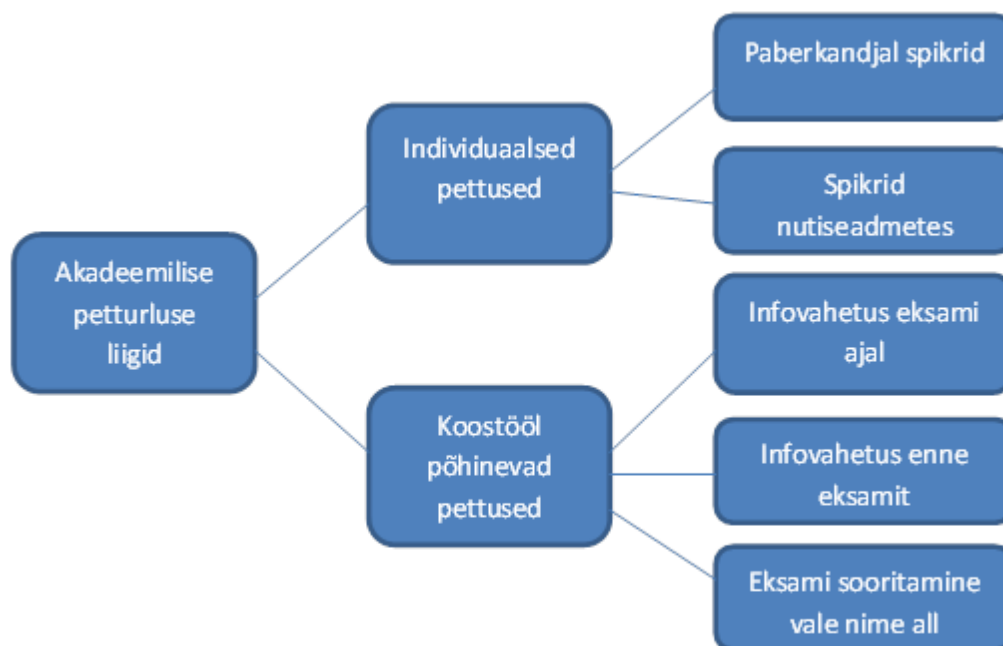 Akadeemilise
petturluse
liigid
Individuaalsed
pettused
Paberkandjal spikrid
Spikrid
nutiseadmetes
Koostööl
põhinevad
pettused
Infovahetus eksami
ajal
Infovahetus enne
eksamit
Eksami sooritamine
vale nime all